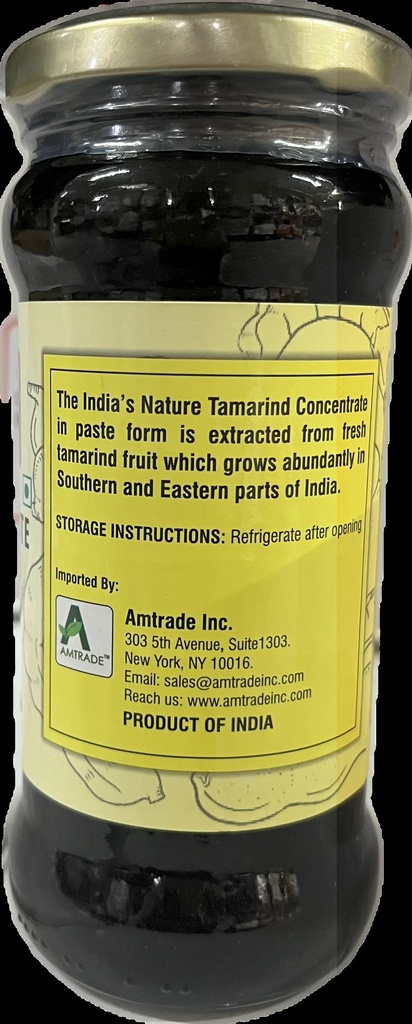 The India's Nature Tamarind Concentrate
in paste form is extracted from fresh
tamarind fruit which grows abundantly in
Southern and Eastern parts of India.
STORAGE INSTRUCTIONS: Refrigerate after opening
Imported By:
AMTRADE™
Amtrade Inc.
303 5th Avenue, Suite1303.
New York, NY 10016.
Email: sales@amtradeinc.com
Reach us: www.amtradeinc.com
PRODUCT OF INDIA